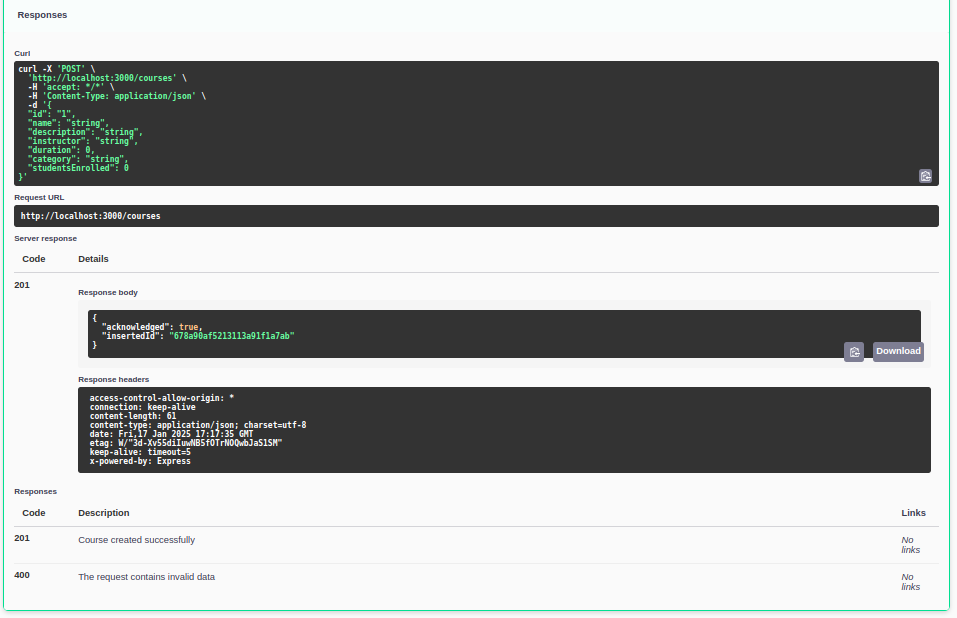 Responses
Curl
curl -X 'POST' \
'http://localhost:3000/courses' \
-H 'accept: */*' \
-H 'Content-Type: application/json' \
-d '{
"id": "1",
"name": "string",
"description": "string",
"instructor": "string",
"duration": 0,
"category": "string",
"studentsEnrolled": 0
}'
Request URL
http://localhost:3000/courses
Server response
Code Details
201
Response body
{
"acknowledged": true,
"insertedId": "678a90af5213113a91f1a7ab"
}
Download
Response headers
access-control-allow-origin: *
connection: keep-alive
content-length: 61
content-type: application/json; charset=utf-8
date: Fri,17 Jan 2025 17:17:35 GMT
etag: W/"3d-Xv55diIuwNB5fOTrNOQwbJaS1SM"
keep-alive: timeout=5
x-powered-by: Express
Responses
Code Description Links
201 Course created successfully No
links
400 The request contains invalid data No
links